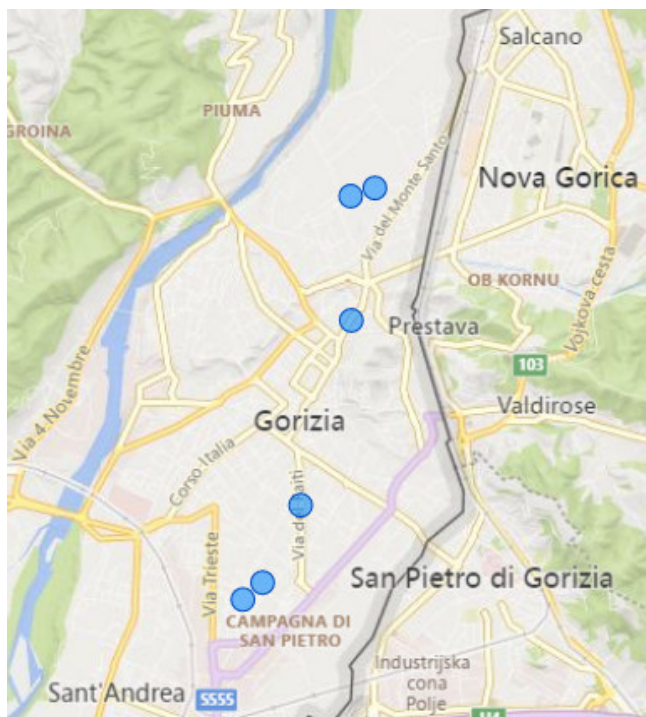 Salcano
PIUMA
GROINA
Via del Monte Santo
Nova Gorica
OB KORNU
Vojkova cesta
Prestava
103
Via 4 Novembre
Valdirose
Gorizia
Corso Italia
Via Trieste
San Pietro di Gorizia
CAMPAGNA DI
SAN PIETRO
Industrijska
cona
Polje
Sant'Andrea
SS55